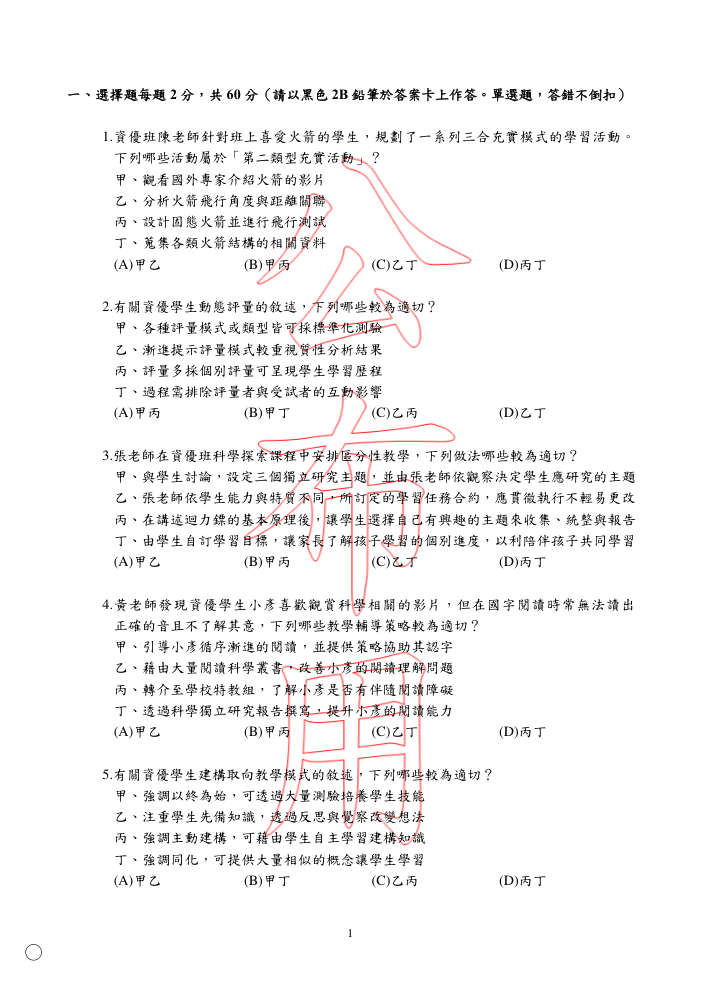 一、選擇題每題 2 分，共 60 分（請以黑色 2B 鉛筆於答案卡上作答。單選題，答錯不倒扣）
1.資優班陳老師針對班上喜愛火箭的學生，規劃了一系列三合充實模式的學習活動。
下列哪些活動屬於「第二類型充實活動」？
甲、觀看國外專家介紹火箭的影片
乙、分析火箭飛行角度與距離關聯
丙、設計固態火箭並進行飛行測試
丁、蒐集各類火箭結構的相關資料
(A)甲乙 (B)甲丙 (C)乙丁 (D)丙丁
2.有關資優學生動態評量的敘述，下列哪些較為適切？
甲、各種評量模式或類型皆可採標準化測驗
乙、漸進提示評量模式較重視質性分析結果
丙、評量多採個別評量可呈現學生學習歷程
丁、過程需排除評量者與受試者的互動影響
(A)甲丙 (B)甲丁 (C)乙丙 (D)乙丁
3.張老師在資優班科學探索課程中安排區分性教學，下列做法哪些較為適切？
甲、與學生討論，設定三個獨立研究主題，並由張老師依觀察決定學生應研究的主題
乙、張老師依學生能力與特質不同，所訂定的學習任務合約，應貫徹執行不輕易更改
丙、在講述迴力鏢的基本原理後，讓學生選擇自己有興趣的主題來收集、統整與報告
丁、由學生自訂學習目標，讓家長了解孩子學習的個別進度，以利陪伴孩子共同學習
(A)甲乙 (B)甲丙 (C)乙丁 (D)丙丁
4.黃老師發現資優學生小彥喜歡觀賞科學相關的影片，但在國字閱讀時常無法讀出
正確的音且不了解其意，下列哪些教學輔導策略較為適切？
甲、引導小彥循序漸進的閱讀，並提供策略協助其認字
乙、藉由大量閱讀科學叢書，改善小彥的閱讀理解問題
丙、轉介至學校特教組，了解小彥是否有伴隨閱讀障礙
丁、透過科學獨立研究報告撰寫，提升小彥的閱讀能力
(A)甲乙 (B)甲丙 (C)乙丁 (D)丙丁
5.有關資優學生建構取向教學模式的敘述，下列哪些較為適切？
甲、強調以終為始，可透過大量測驗培養學生技能
乙、注重學生先備知識，透過反思與覺察改變想法
丙、強調主動建構，可藉由學生自主學習建構知識
丁、強調同化，可提供大量相似的概念讓學生學習
(A)甲乙 (B)甲丁 (C)乙丙 (D)丙丁
1
公布用